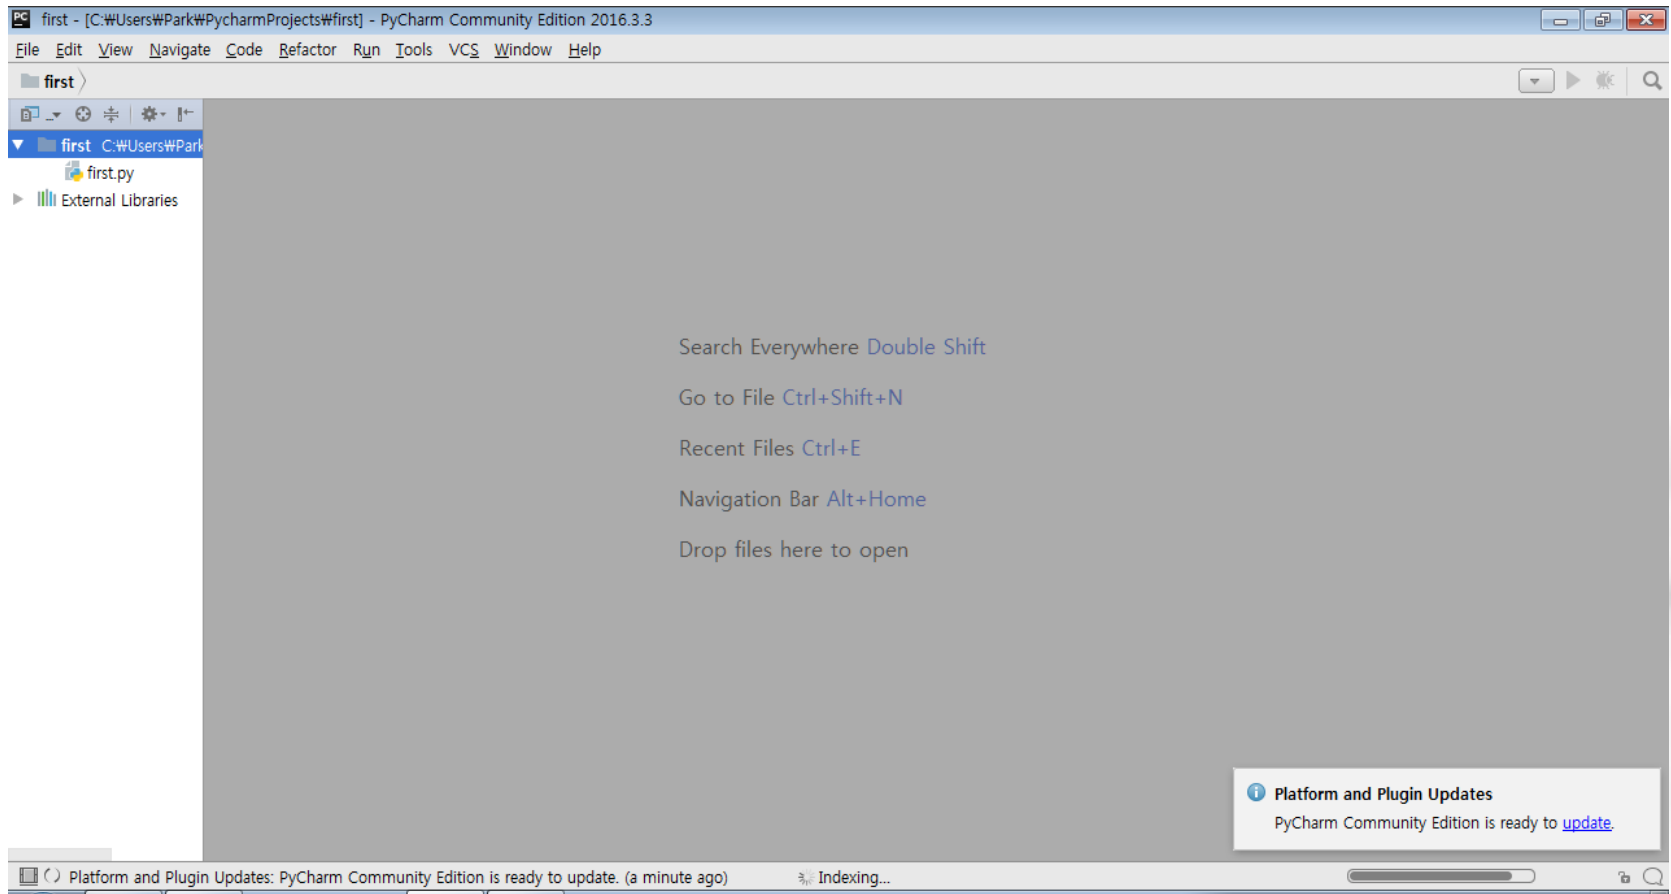 PC first - [C:₩Users₩Park₩PycharmProjects₩first] - PyCharm Community Edition 2016.3.3
File Edit View Navigate Code Refactor Run Tools VCS Window Help
first
first C:₩Users₩Park
first.py
External Libraries
Search Everywhere Double Shift
Go to File Ctrl+Shift+N
Recent Files Ctrl+E
Navigation Bar Alt+Home
Drop files here to open
Platform and Plugin Updates
PyCharm Community Edition is ready to update.
Platform and Plugin Updates: PyCharm Community Edition is ready to update. (a minute ago) Indexing...